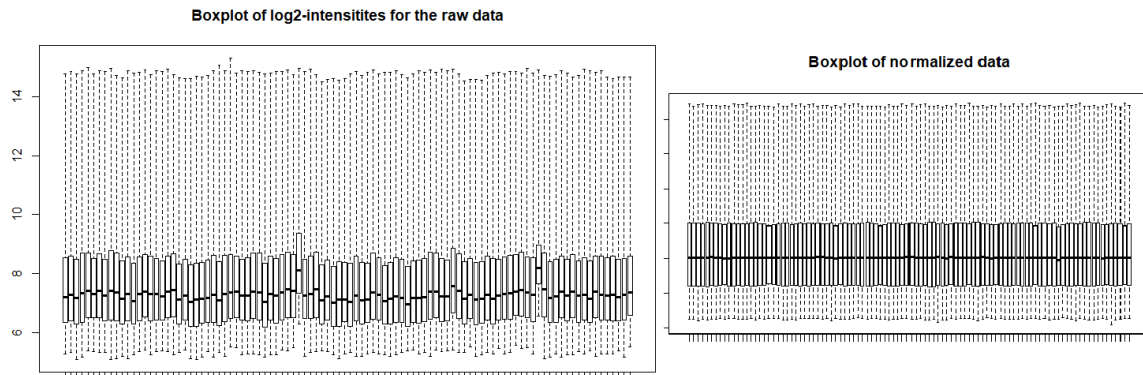 Boxplot of log2-intensitites for the raw data
Boxplot of normalized data
14
12
10
8
6